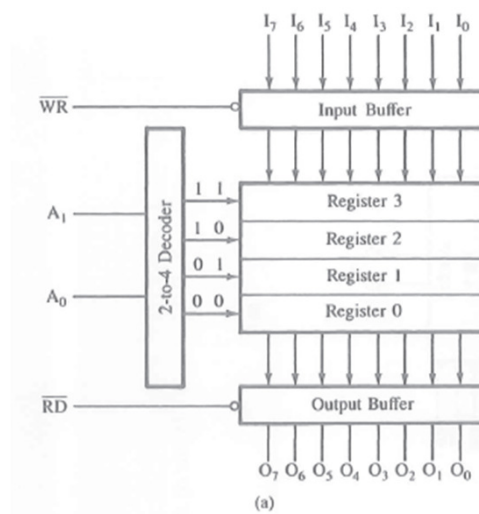 I₇ I₆ I₅ I₄ I₃ I₂ I₁ I₀
W̅R̅
Input Buffer
2-to-4 Decoder
A₁
1 1
Register 3
1 0
Register 2
0 1
Register 1
A₀
0 0
Register 0
R̅D̅
Output Buffer
O₇ O₆ O₅ O₄ O₃ O₂ O₁ O₀
(a)